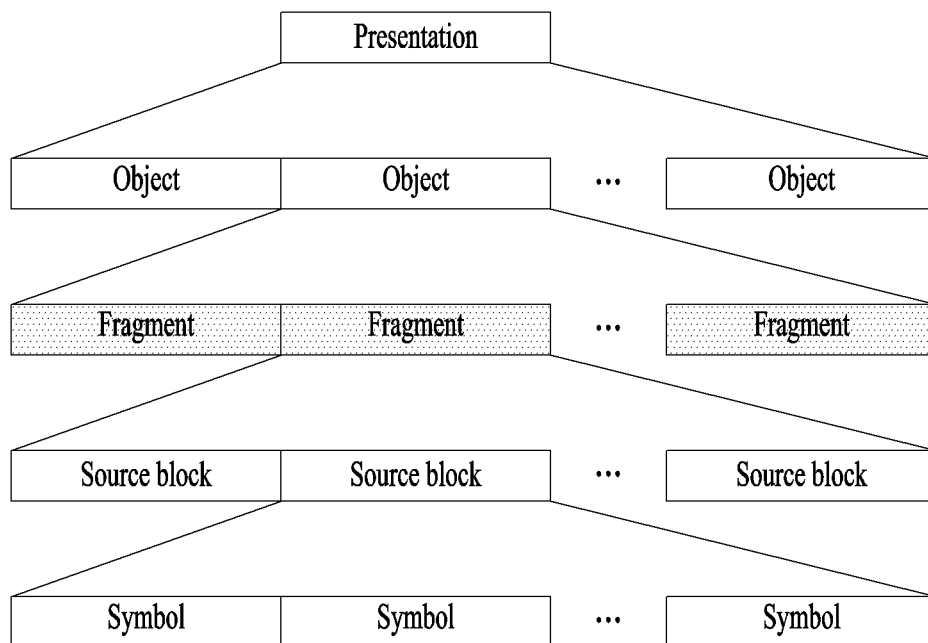 Presentation
Object Object ... Object
Fragment Fragment ... Fragment
Source block Source block ... Source block
Symbol Symbol ... Symbol